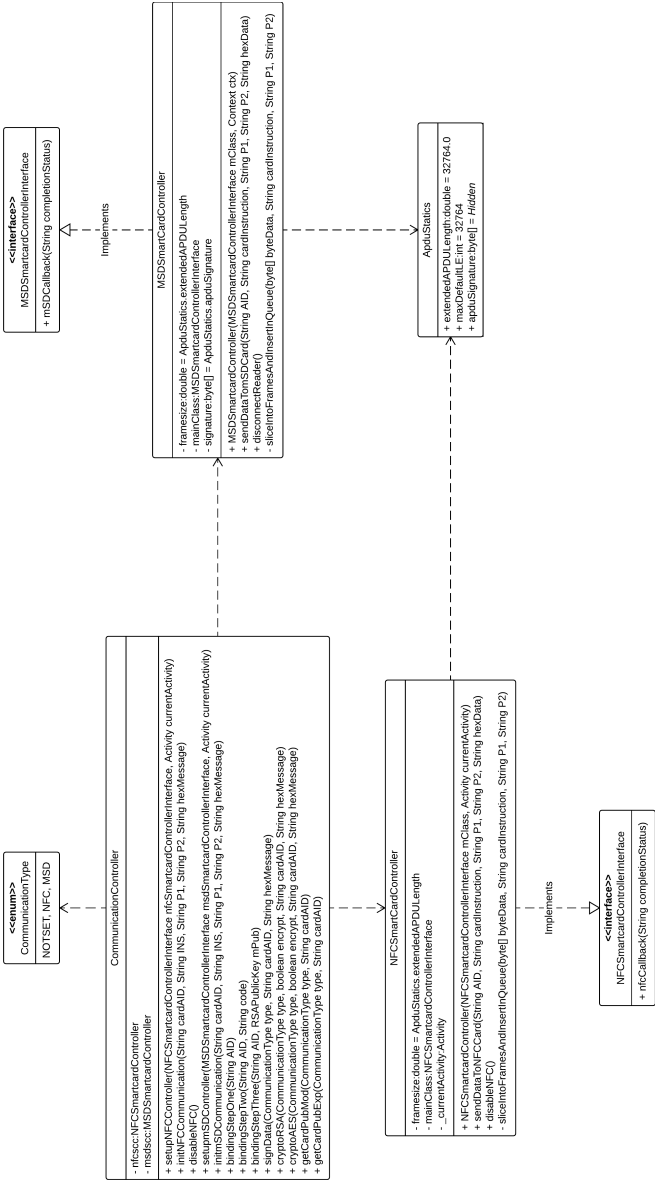 <<enum>>
CommunicationType
NOTSET, NFC, MSD
<<interface>>
MSDSmartcardControllerInterface
+ mSDCallback(String completionStatus)
Implements
CommunicationController
- nfcscc:NFCSmartcardController
- msdscc:MSDSmartcardController
+ setupNFCController(NFCSmartcardControllerInterface nfcSmartcardControllerInterface, Activity currentActivity)
+ initNFCCommunication(String cardAID, String INS, String P1, String P2, String hexMessage)
+ disableNFC()
+ setupmSDController(MSDSmartcardControllerInterface msdSmartcardControllerInterface, Activity currentActivity)
+ initmSDCommunication(String cardAID, String INS, String P1, String P2, String hexMessage)
+ bindingStepOne(String AID)
+ bindingStepTwo(String AID, String code)
+ bindingStepThree(String AID, RSAPublicKey mPub)
+ signData(CommunicationType type, String cardAID, String hexMessage)
+ cryptoRSA(CommunicationType type, boolean encrypt, String cardAID, String hexMessage)
+ cryptoAES(CommunicationType type, boolean encrypt, String cardAID, String hexMessage)
+ getCardPubMod(CommunicationType type, String cardAID)
+ getCardPubExp(CommunicationType type, String cardAID)
MSDSmartCardController
- framesize:double = ApduStatics.extendedAPDULength
- mainClass:MSDSmartcardControllerInterface
- signature:byte[] = ApduStatics.apduSignature
+ MSDSmartcardController(MSDSmartcardControllerInterface mClass, Context ctx)
+ sendDataTomSDCard(String AID, String cardInstruction, String P1, String P2, String hexData)
+ disconnectReader()
- sliceIntoFramesAndInsertInQueue(byte[] byteData, String cardInstruction, String P1, String P2)
NFCSmartCardController
- framesize:double = ApduStatics.extendedAPDULength
- mainClass:NFCSmartcardControllerInterface
- _currentActivity:Activity
+ NFCSmartcardController(NFCSmartcardControllerInterface mClass, Activity currentActivity)
+ sendDataToNFCCard(String AID, String cardInstruction, String P1, String P2, String hexData)
+ disableNFC()
- sliceIntoFramesAndInsertInQueue(byte[] byteData, String cardInstruction, String P1, String P2)
ApduStatics
+ extendedAPDULength:double = 32764.0
+ maxDefaultLE:int = 32764
+ apduSignature:byte[] = Hidden
Implements
<<interface>>
NFCSmartcardControllerInterface
+ nfcCallback(String completionStatus)